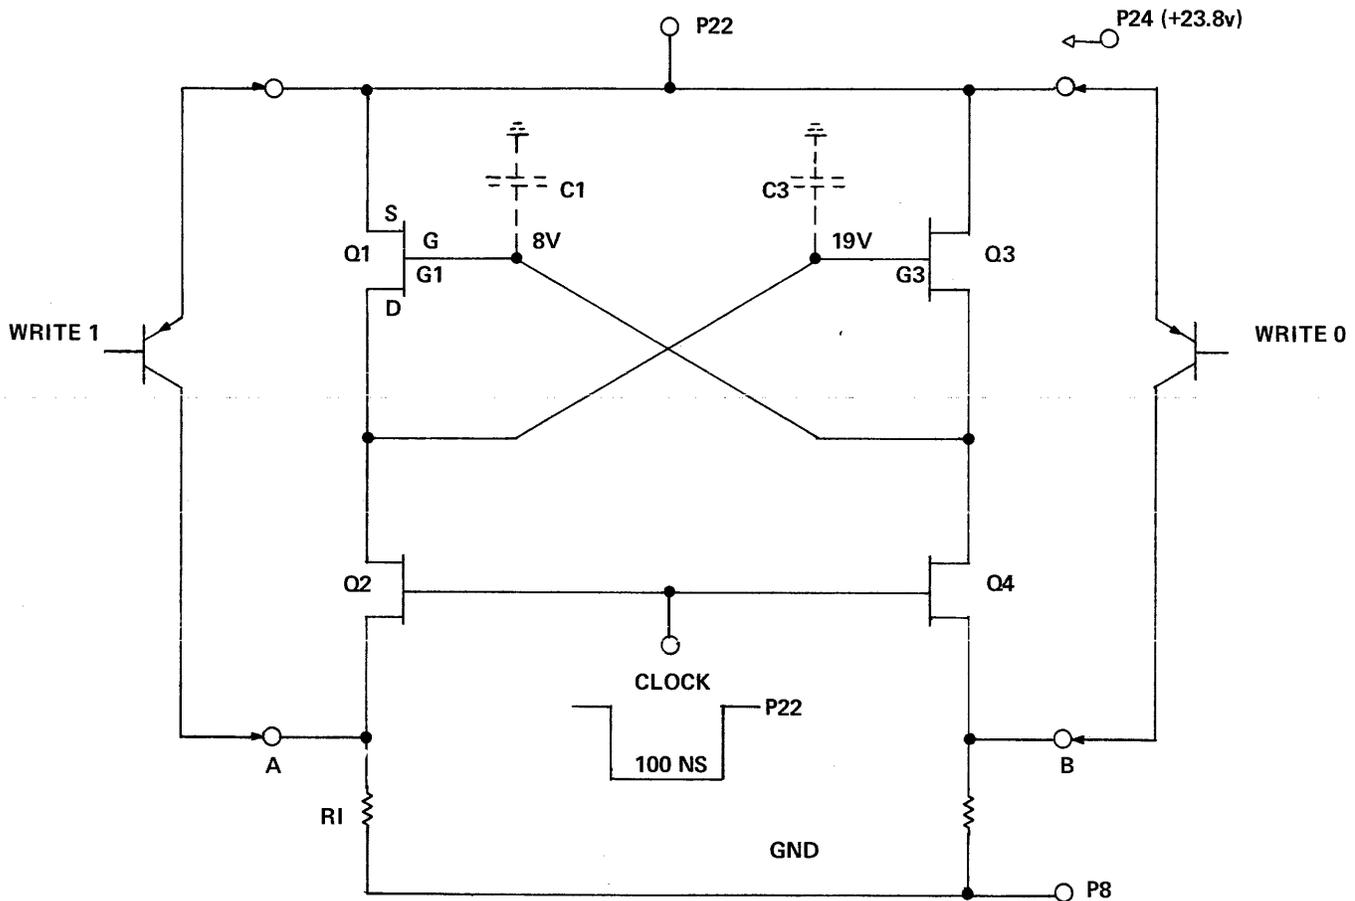 P24 (+23.8v)
P22
C1
C3
S
G
8V
19V
Q1
Q3
G1
G3
D
WRITE 1
WRITE 0
Q2
Q4
CLOCK
P22
100 NS
A
B
RI
GND
P8